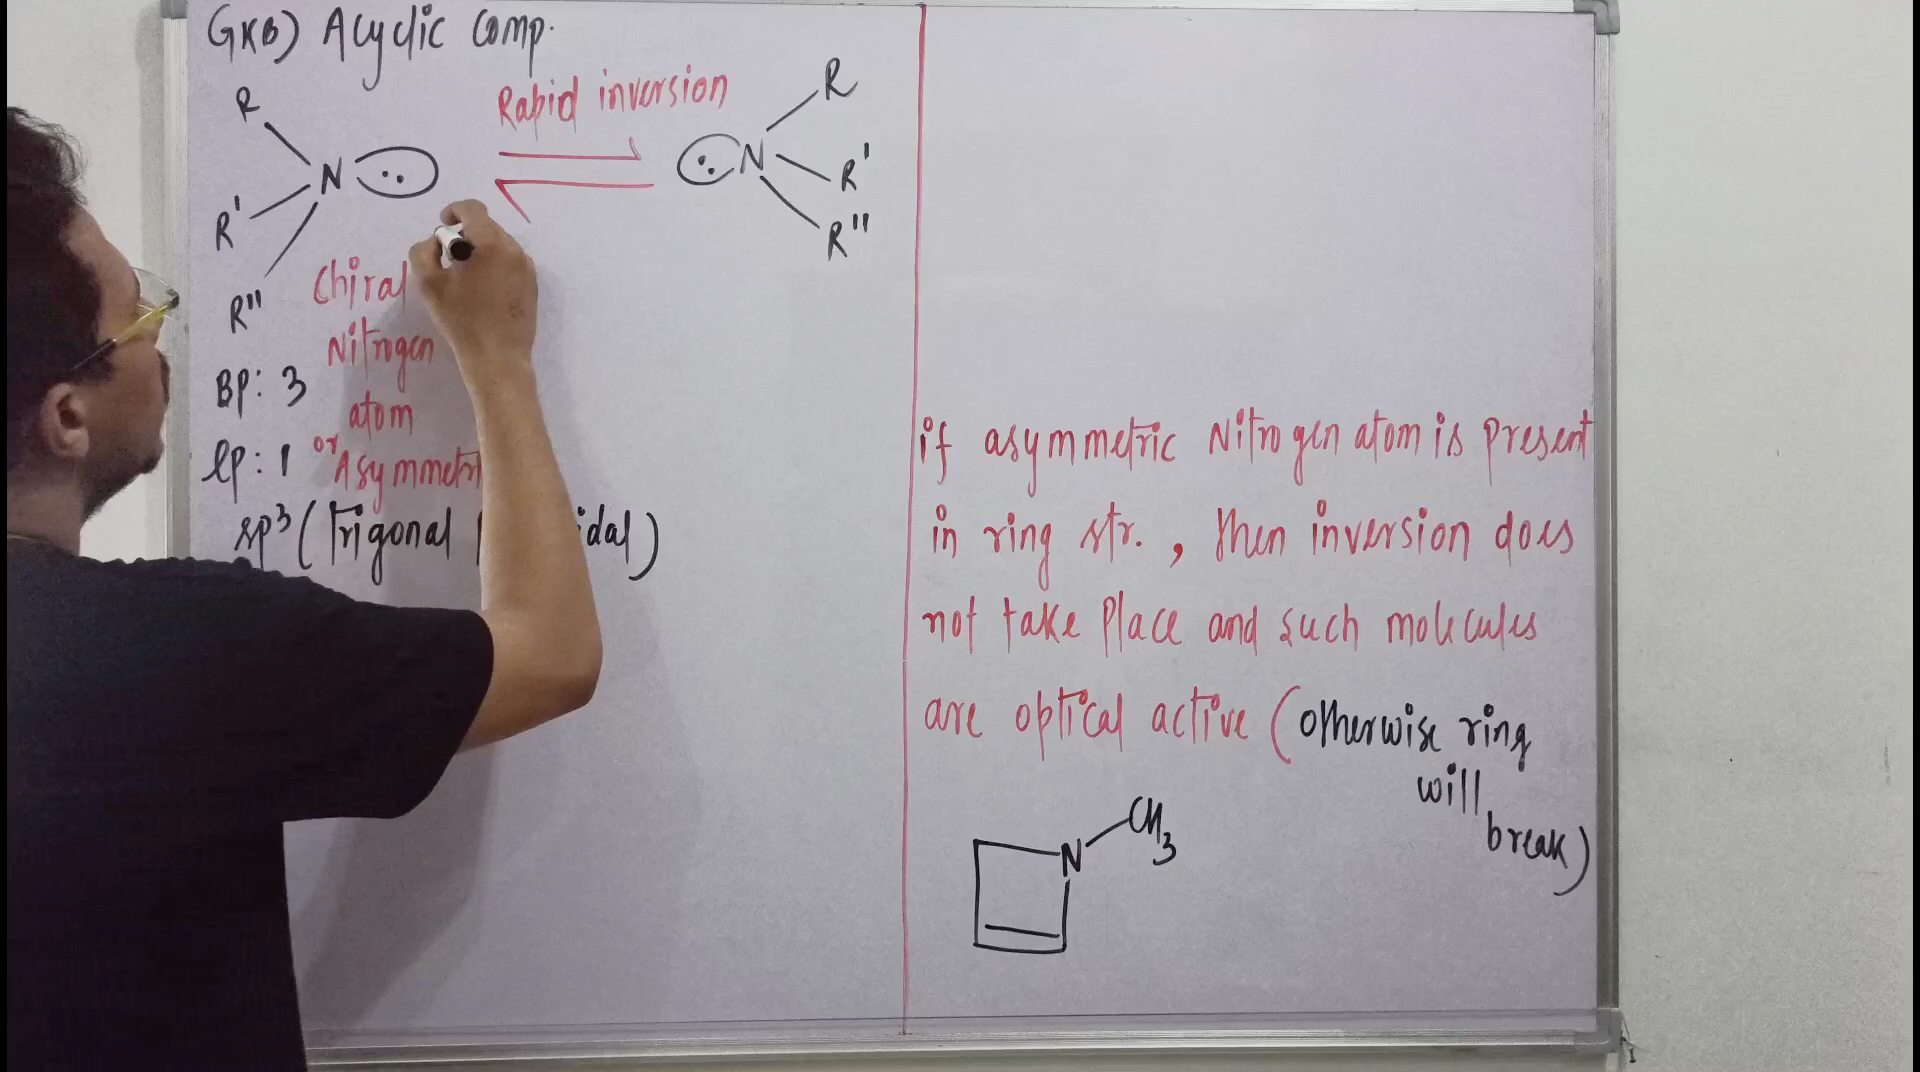 GKB) Acyclic Comp.
Rapid inversion
R
N
R'
R"
R
N
R'
R"
Chiral
Nitrogen
atom
or
BP: 3
lp: 1
sp³ (Trigonal
if asymmetric Nitrogen atom is present
in ring str., then inversion does
not take place and such molecules
are optical active (otherwise ring
will
break)
N
CH3